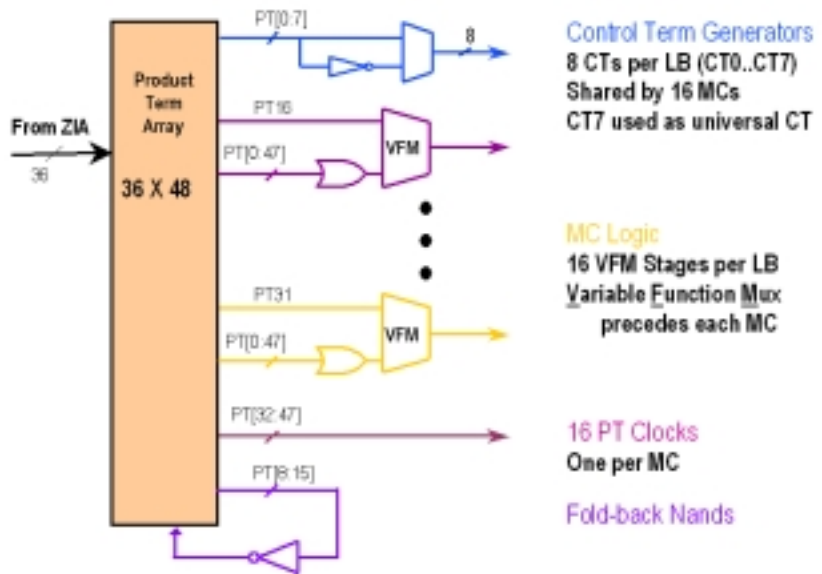 PT[0:7]
8
Control Term Generators
8 CTs per LB (CT0..CT7)
Shared by 16 MCs
CT7 used as universal CT
Product
Term
Array
36 X 48
From ZIA
36
PT16
PT[0:47]
VFM
MC Logic
16 VFM Stages per LB
Variable Function Mux
precedes each MC
PT31
PT[0:47]
VFM
PT[32:47]
16 PT Clocks
One per MC
PT[8:15]
Fold-back Nands